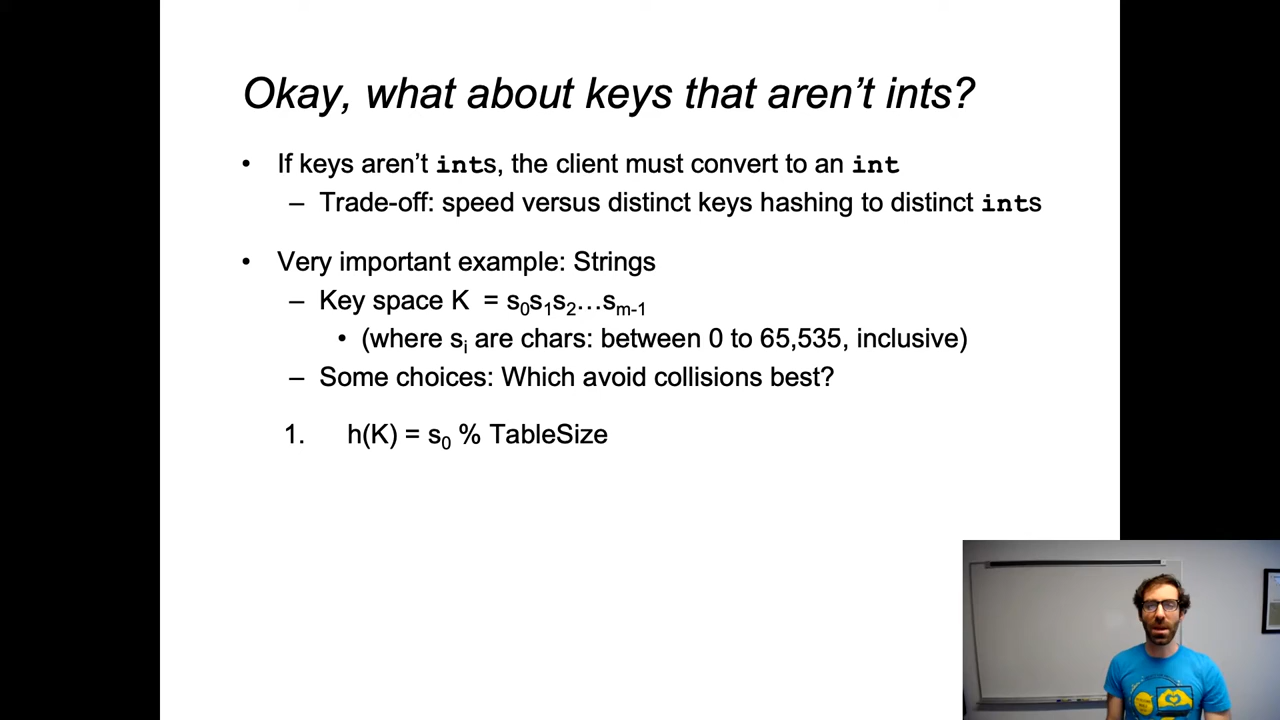 Okay, what about keys that aren’t ints?
• If keys aren’t ints, the client must convert to an int
– Trade-off: speed versus distinct keys hashing to distinct ints
• Very important example: Strings
– Key space K = s₀s₁s₂…sₘ₋₁
• (where sᵢ are chars: between 0 to 65,535, inclusive)
– Some choices: Which avoid collisions best?
1. h(K) = s₀ % TableSize